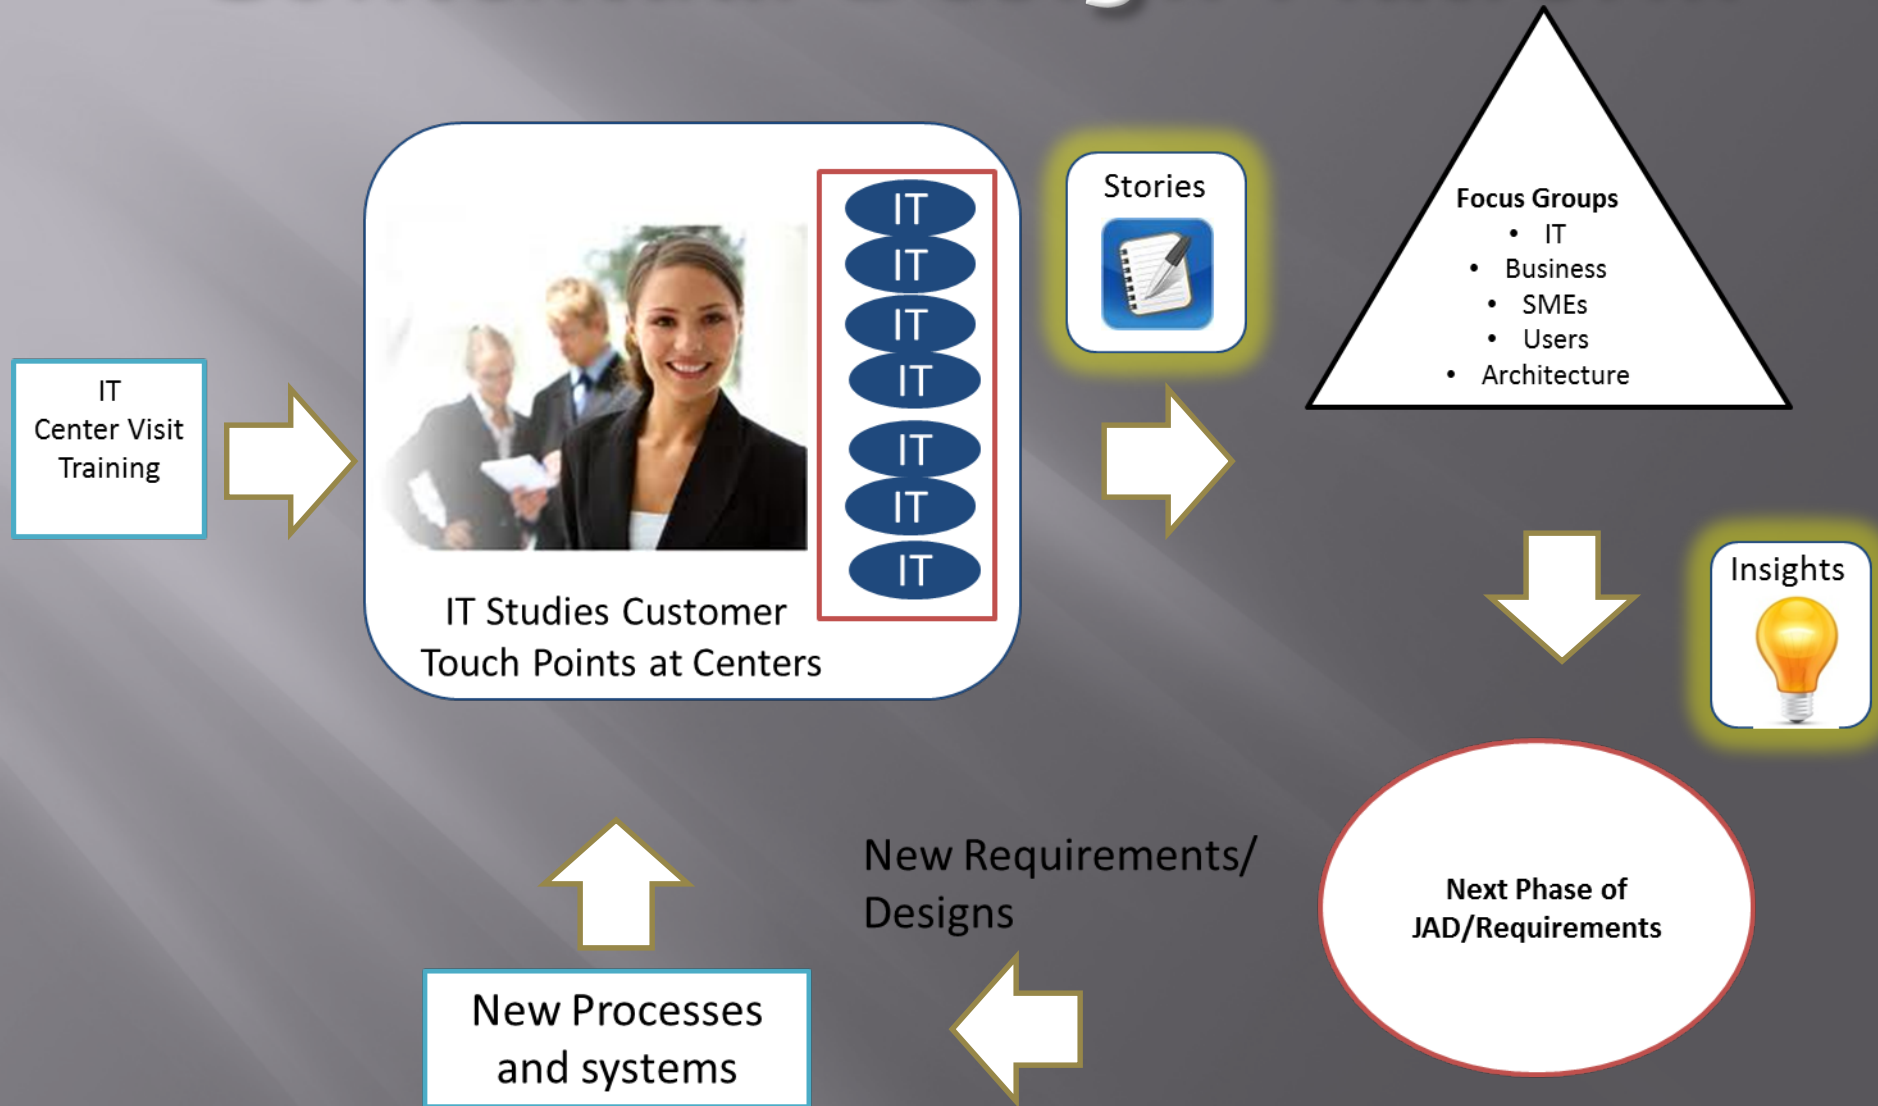 IT
Center Visit
Training
IT
IT
IT
IT
IT
IT
IT
IT Studies Customer
Touch Points at Centers
Stories
Focus Groups
• IT
• Business
• SMEs
• Users
• Architecture
Insights
Next Phase of
JAD/Requirements
New Requirements/
Designs
New Processes
and systems